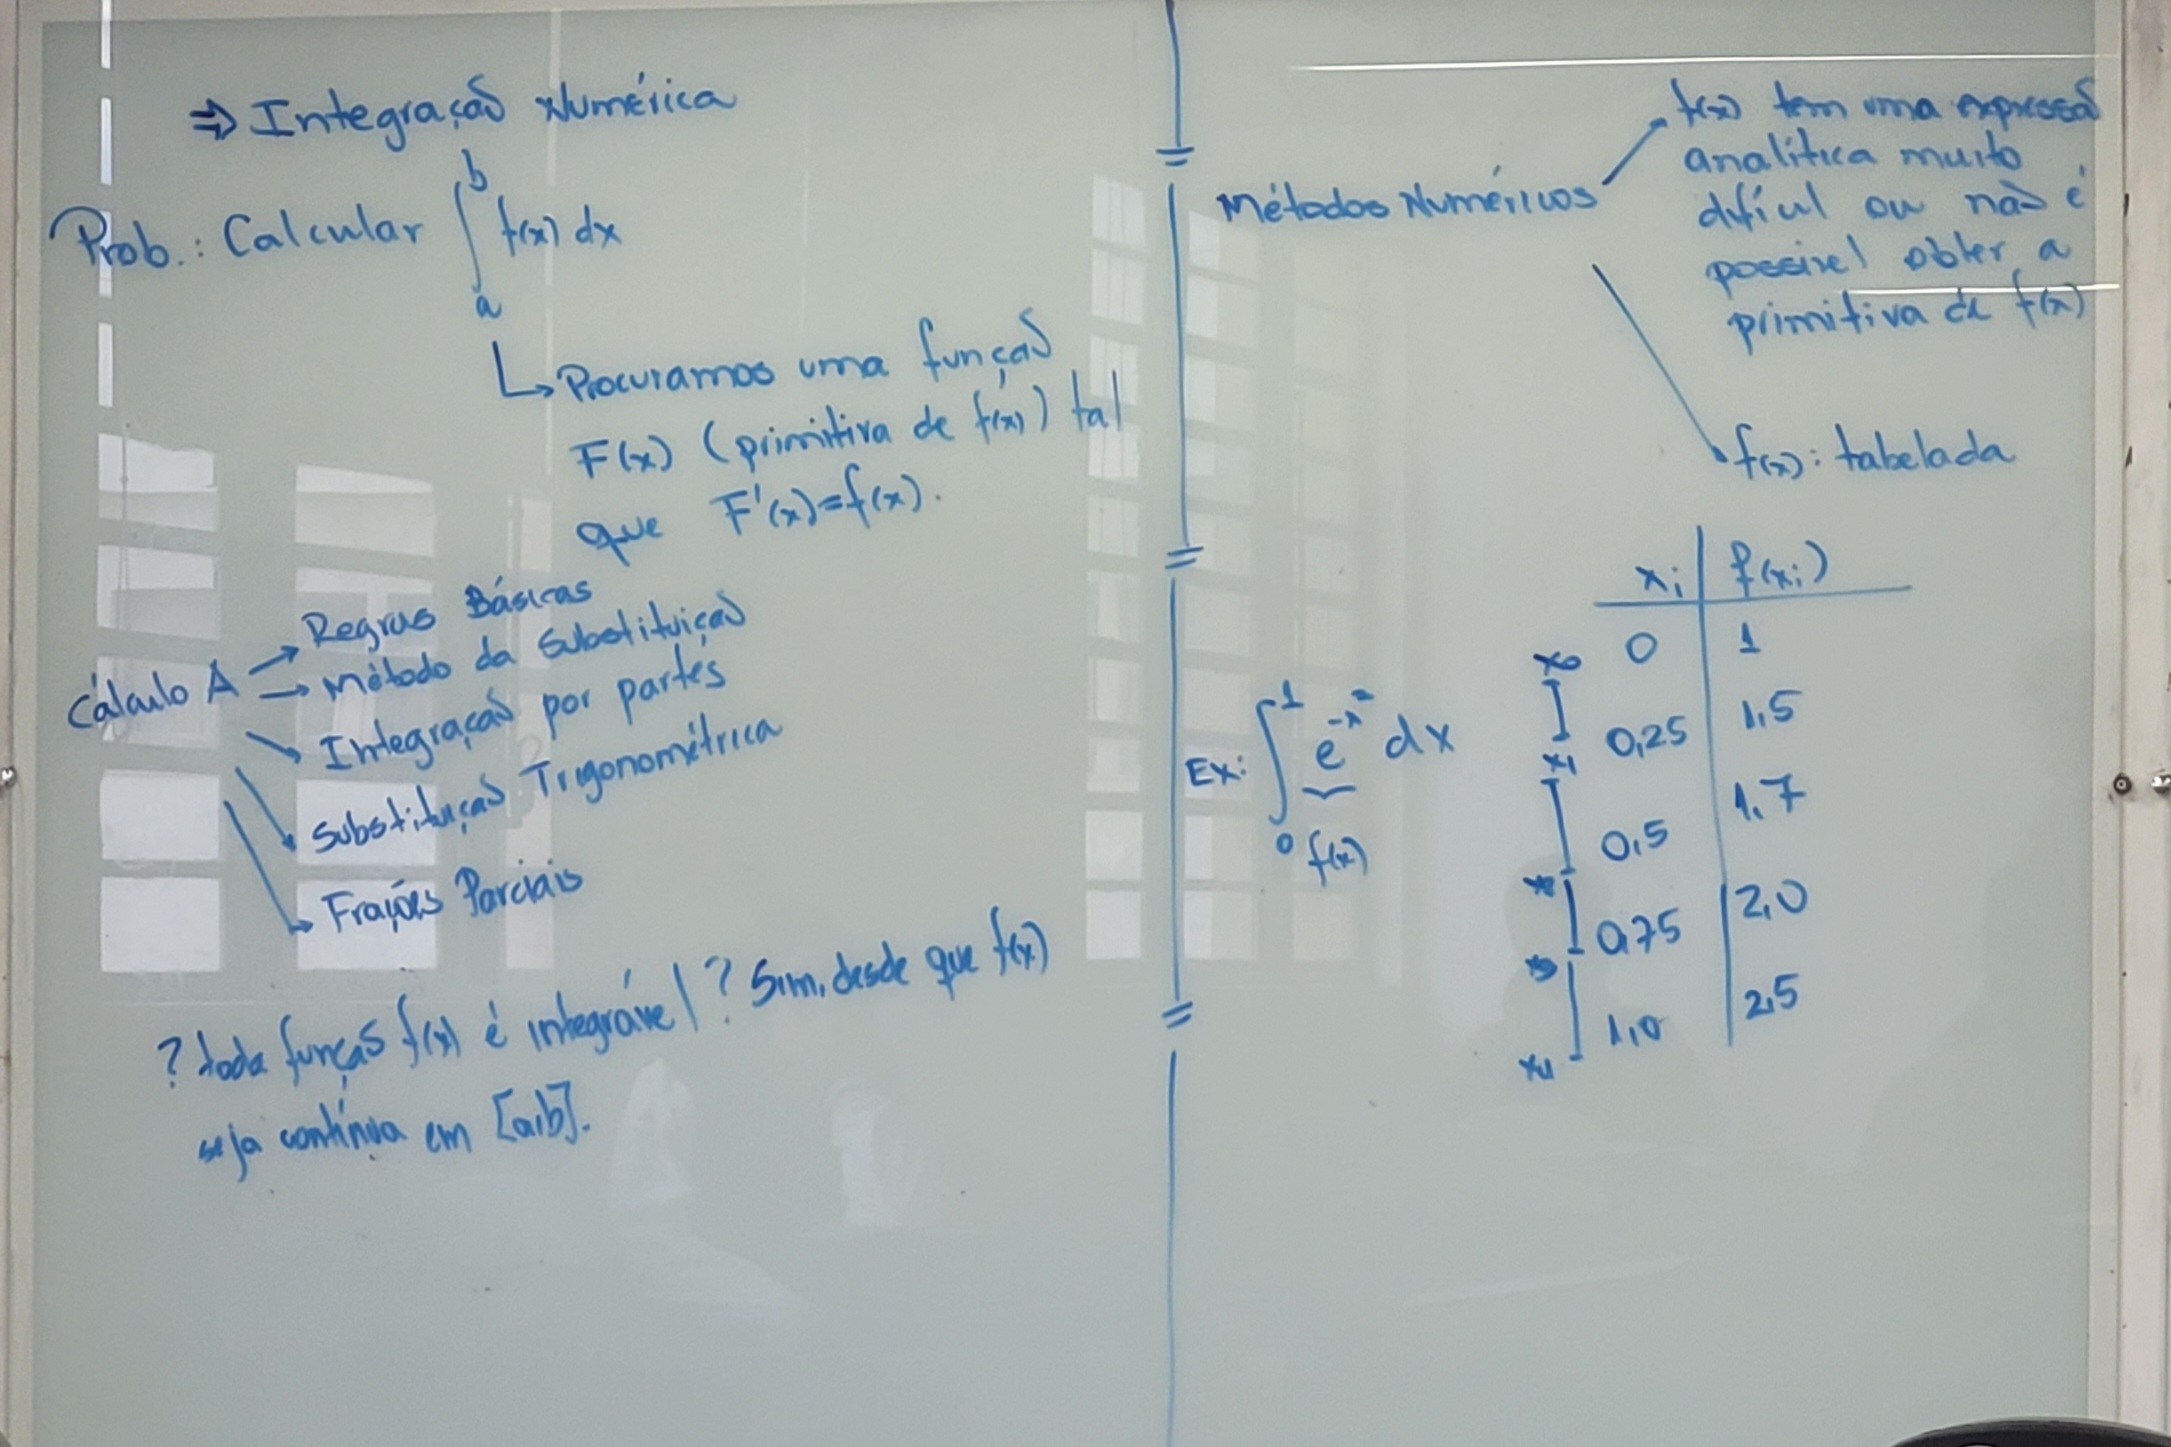 ⇒ Integração Numérica
Prob.: Calcular ∫_a^b f(x) dx
↳ Procuramos uma função
F(x) (primitiva de f(x)) tal
que F'(x)=f(x).
Cálculo A → Regras Básicas
→ Método da Substituição
→ Integração por partes
→ Substituição Trigonométrica
→ Frações Parciais
? toda função f(x) é integrável? Sim, desde que f(x)
seja contínua em [a,b].
Métodos Numéricos
f(x) tem uma expressão
analítica muito
difícil ou não é
possível obter a
primitiva de f(x)
f(x): tabelada
Ex: ∫_0^1 e^{-x^2} dx
f(x)
x_i | f(x_i)
x_0 0 | 1
x_1 0,25 | 1,5
x_2 0,5 | 1,7
x_3 0,75 | 2,0
x_4 1,0 | 2,5